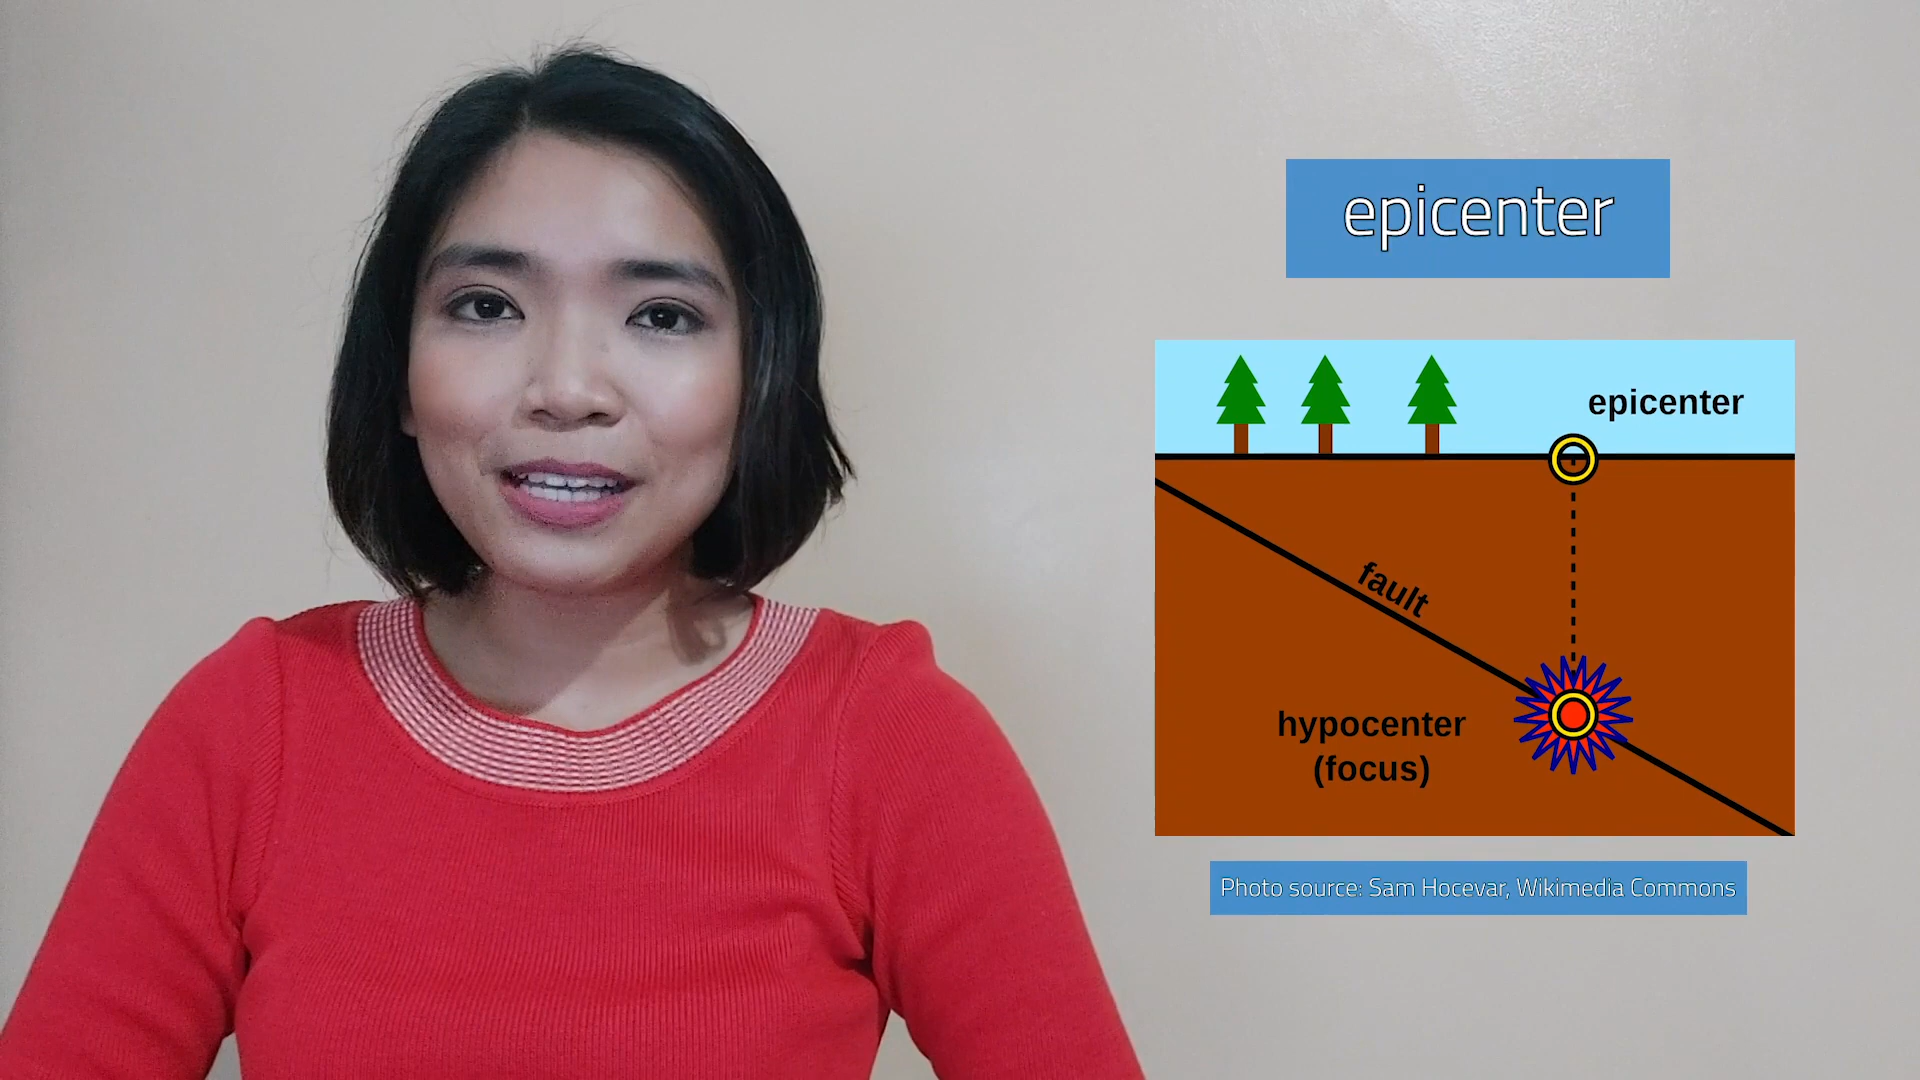 epicenter
epicenter
fault
hypocenter
(focus)
Photo source: Sam Hocevar, Wikimedia Commons